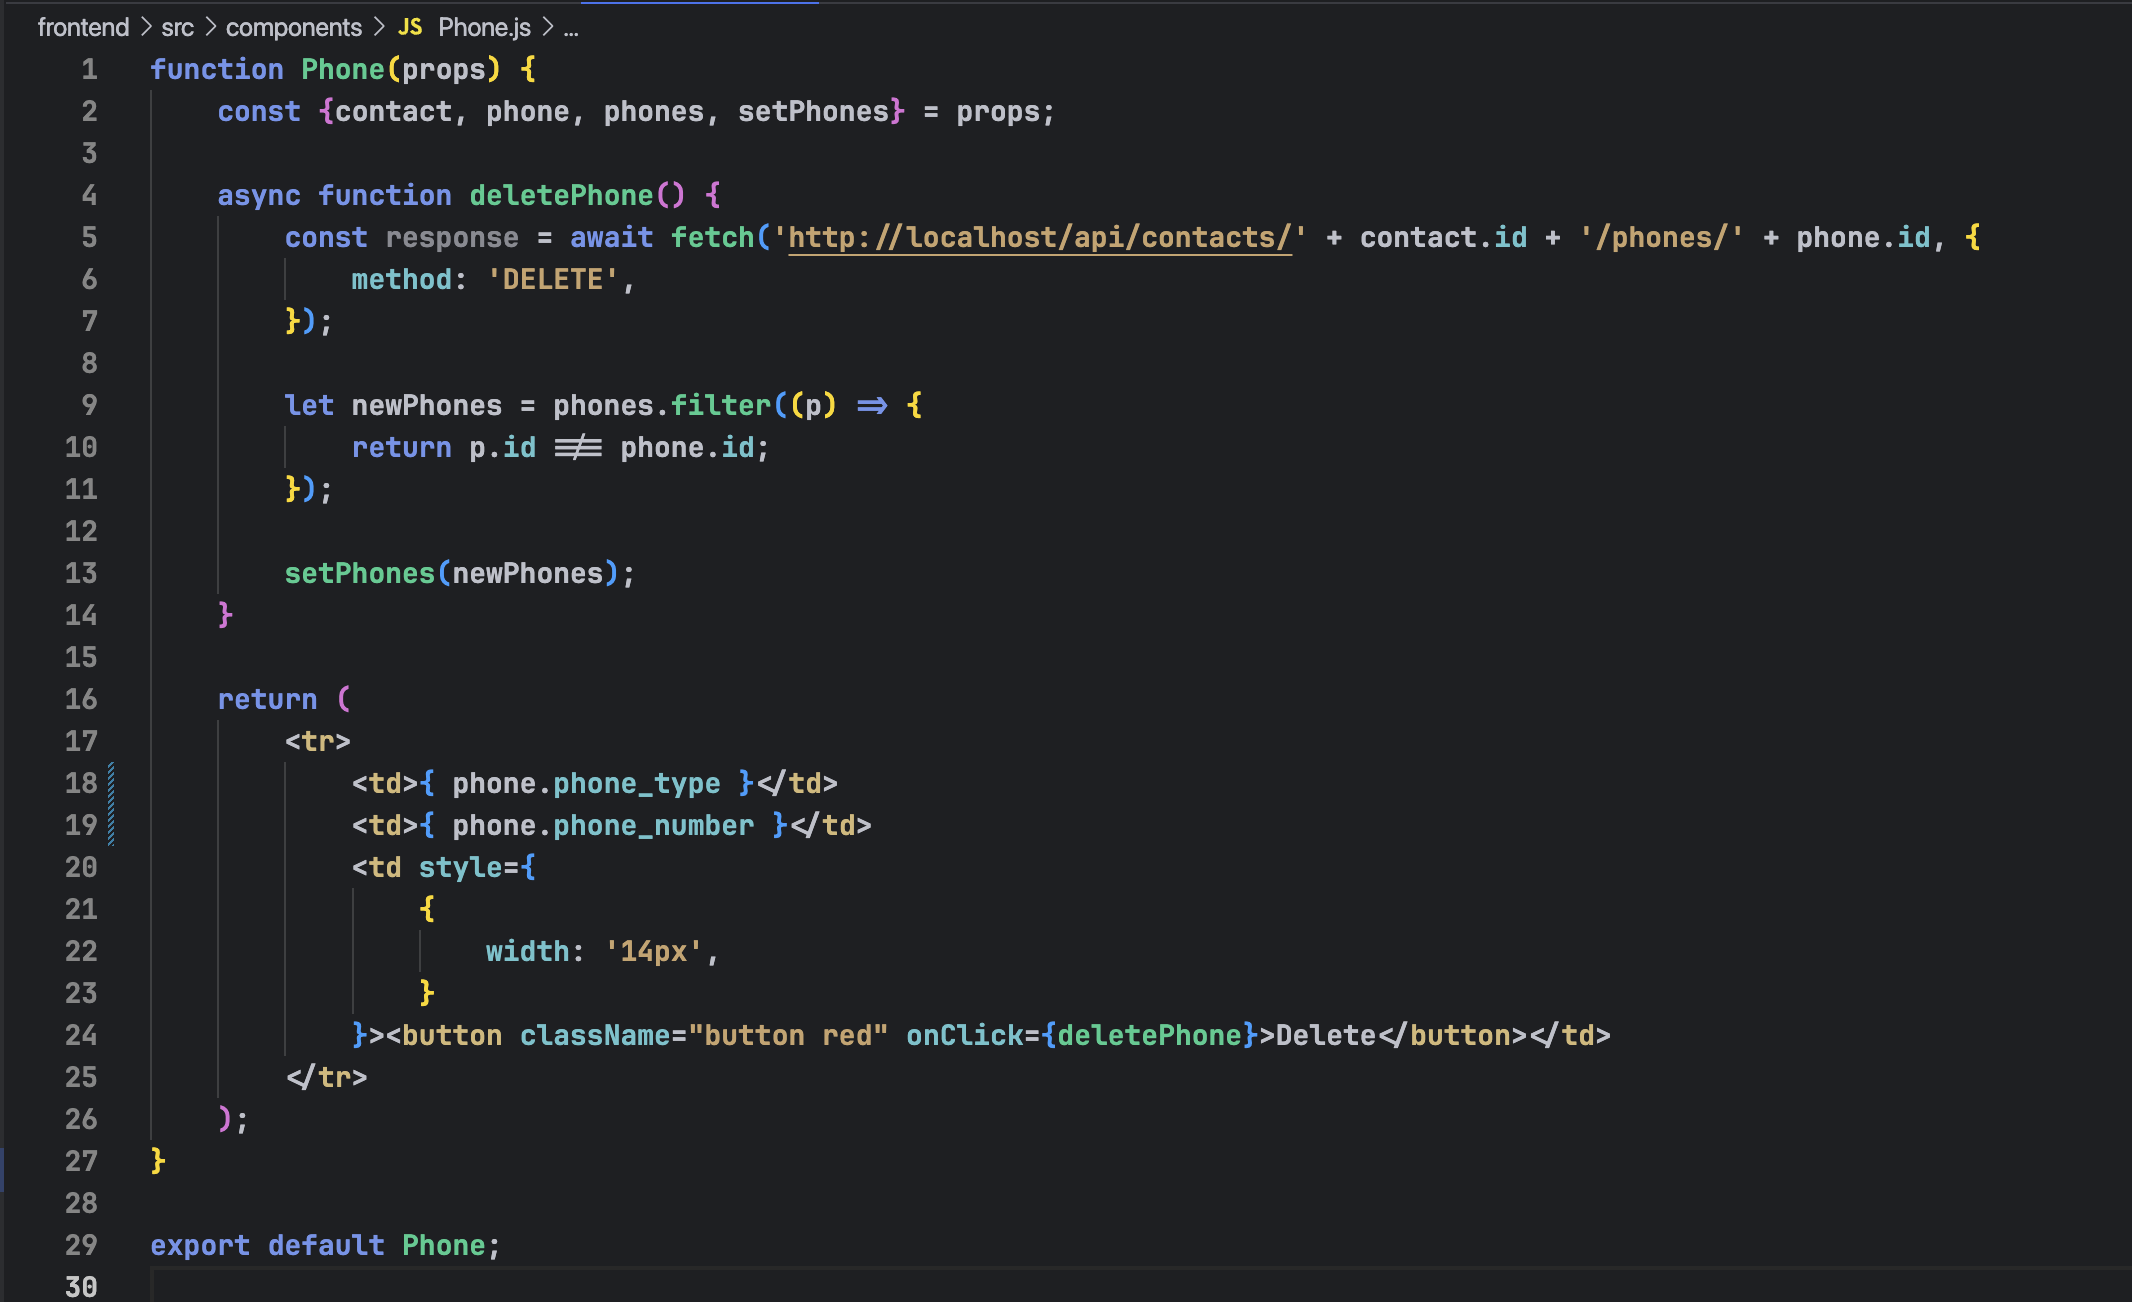 frontend > src > components > JS Phone.js > ...
1 function Phone(props) {
2     const {contact, phone, phones, setPhones} = props;
3
4     async function deletePhone() {
5         const response = await fetch('http://localhost/api/contacts/' + contact.id + '/phones/' + phone.id, {
6             method: 'DELETE',
7         });
8
9         let newPhones = phones.filter((p) => {
10             return p.id !== phone.id;
11         });
12
13         setPhones(newPhones);
14     }
15
16     return (
17         <tr>
18             <td>{ phone.phone_type }</td>
19             <td>{ phone.phone_number }</td>
20             <td style={
21                 {
22                     width: '14px',
23                 }
24             }><button className="button red" onClick={deletePhone}>Delete</button></td>
25         </tr>
26     );
27 }
28
29 export default Phone;
30